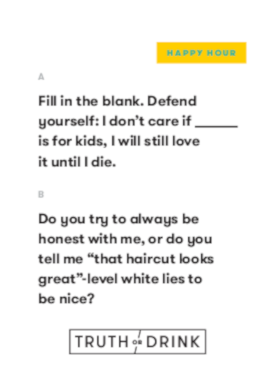 HAPPY HOUR
A
Fill in the blank. Defend
yourself: I don't care if ______
is for kids, I will still love
it until I die.
B
Do you try to always be
honest with me, or do you
tell me "that haircut looks
great"-level white lies to
be nice?
TRUTH OR DRINK